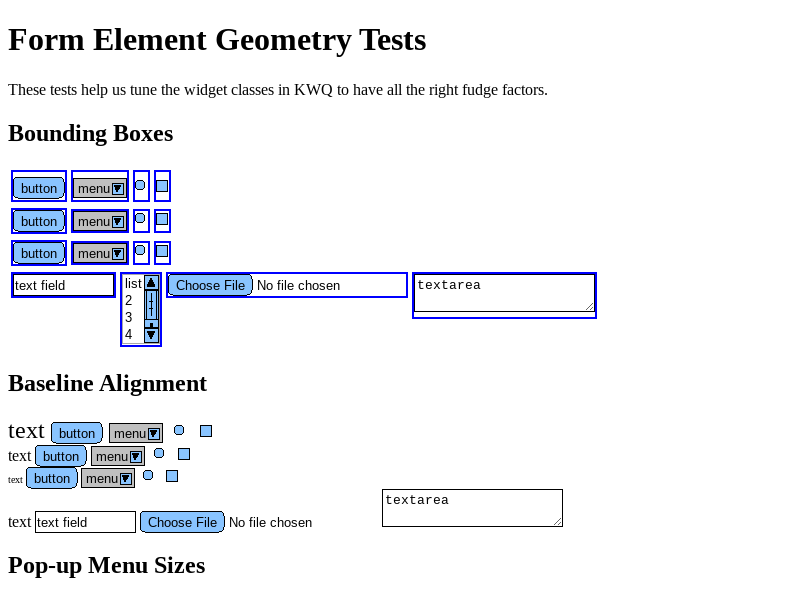 Form Element Geometry Tests
These tests help us tune the widget classes in KWQ to have all the right fudge factors.
Bounding Boxes
button menu
button menu
button menu
text field list Choose File No file chosen textarea
2
3
4
Baseline Alignment
text button menu
text button menu
text button menu
text text field Choose File No file chosen textarea
Pop-up Menu Sizes